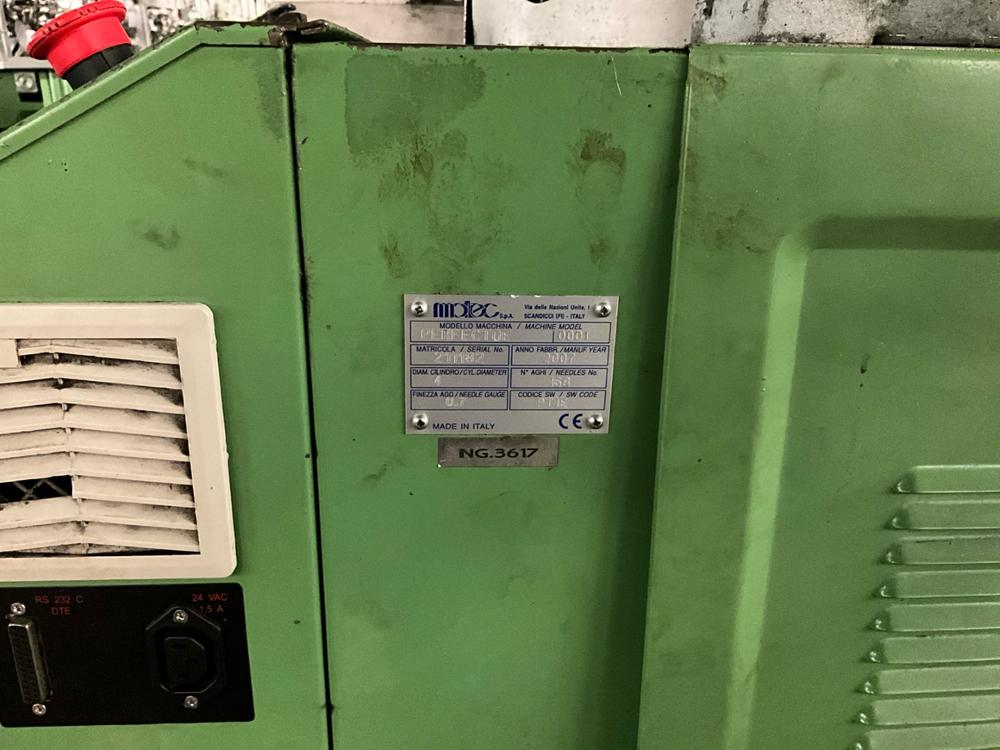 matec S.p.A.
Via delle Nazioni Unite, 1
SCANDICCI (FI) - ITALY
MODELLO MACCHINA / MACHINE MODEL
0001
MATRICOLA / SERIAL No.
ANNO FABBR./MANUF.YEAR
2007
DIAM. CILINDRO/CYL.DIAMETER
4
N° AGHI / NEEDLES No.
FINEZZA AGO / NEEDLE GAUGE
CODICE SW / SW CODE
MADE IN ITALY
CE
NG.3617
RS 232 C
DTE
24 VAC
1.5 A